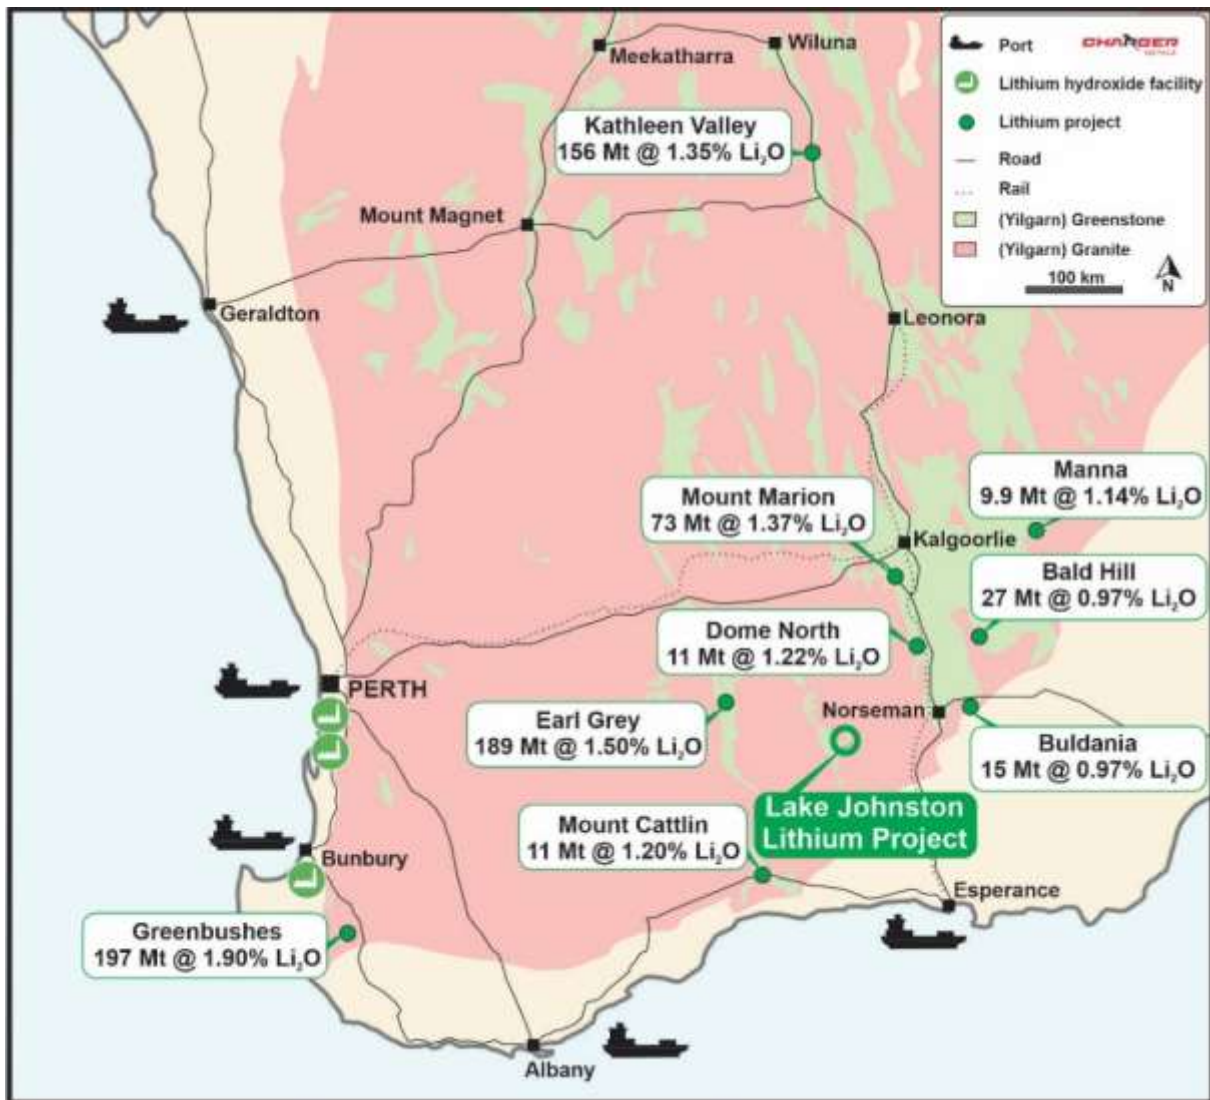 Meekatharra
Wiluna
Port
CHARGER
METALS
Lithium hydroxide facility
Lithium project
Road
Rail
(Yilgarn) Greenstone
(Yilgarn) Granite
100 km
N
Kathleen Valley
156 Mt @ 1.35% Li₂O
Mount Magnet
Geraldton
Leonora
Manna
9.9 Mt @ 1.14% Li₂O
Mount Marion
73 Mt @ 1.37% Li₂O
Kalgoorlie
Bald Hill
27 Mt @ 0.97% Li₂O
Dome North
11 Mt @ 1.22% Li₂O
PERTH
L
L
Earl Grey
189 Mt @ 1.50% Li₂O
Norseman
Buldania
15 Mt @ 0.97% Li₂O
Lake Johnston
Lithium Project
Mount Cattlin
11 Mt @ 1.20% Li₂O
Bunbury
L
Esperance
Greenbushes
197 Mt @ 1.90% Li₂O
Albany